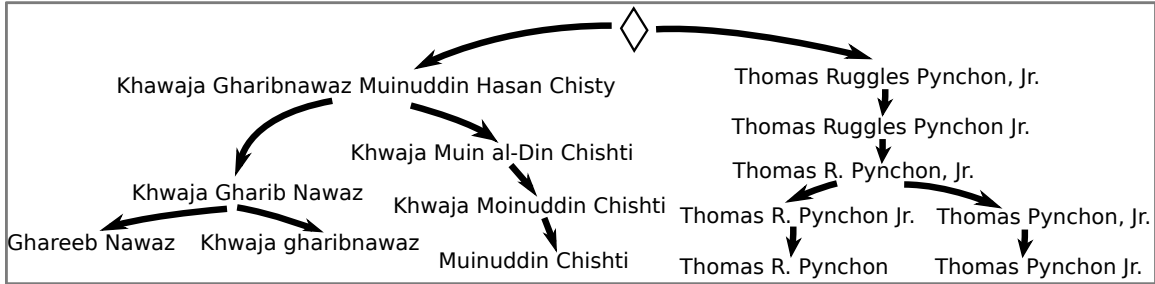 Khawaja Gharibnawaz Muinuddin Hasan Chisty
Thomas Ruggles Pynchon, Jr.
Thomas Ruggles Pynchon Jr.
Khwaja Muin al-Din Chishti
Thomas R. Pynchon, Jr.
Khwaja Gharib Nawaz
Khwaja Moinuddin Chishti
Thomas R. Pynchon Jr.
Thomas Pynchon, Jr.
Ghareeb Nawaz
Khwaja gharibnawaz
Muinuddin Chishti
Thomas R. Pynchon
Thomas Pynchon Jr.